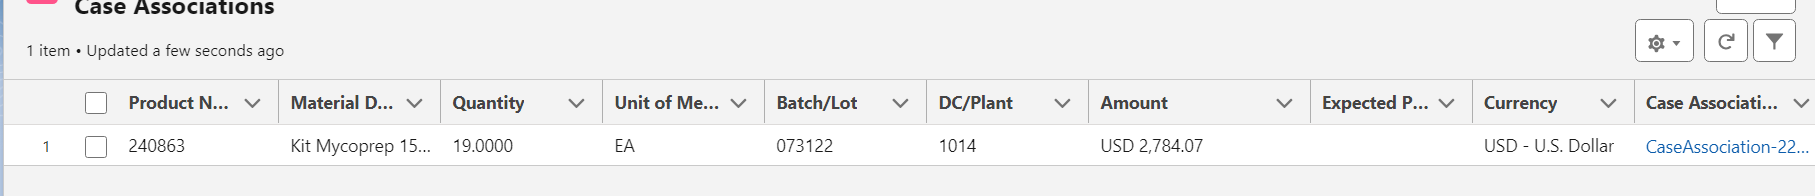 Case Associations
1 item • Updated a few seconds ago
Product N... Material D... Quantity Unit of Me... Batch/Lot DC/Plant Amount Expected P... Currency Case Associati...
1 240863 Kit Mycoprep 15... 19.0000 EA 073122 1014 USD 2,784.07 USD - U.S. Dollar CaseAssociation-22...